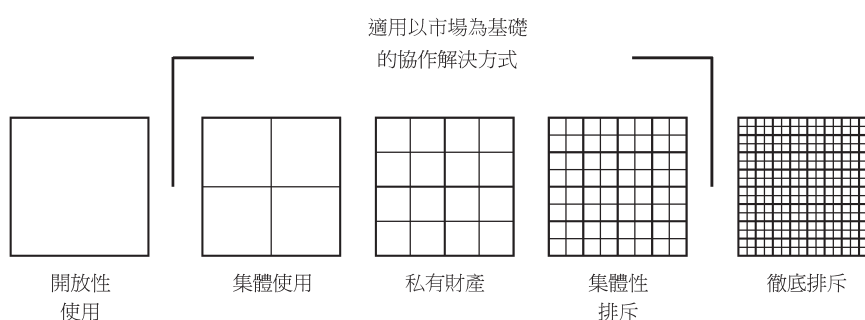 適用以市場為基礎
的協作解決方式
開放性
使用
集體使用
私有財產
集體性
排斥
徹底排斥